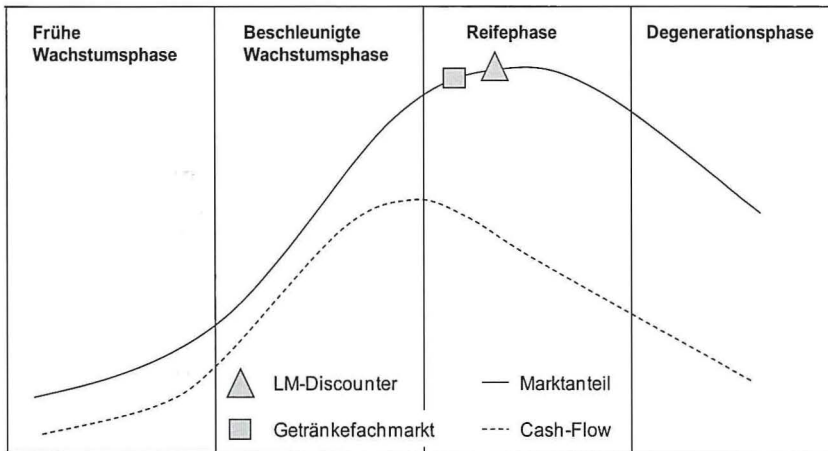 Frühe
Wachstumsphase
Beschleunigte
Wachstumsphase
Reifephase
Degenerationsphase
LM-Discounter
Marktanteil
Getränkefachmarkt
Cash-Flow